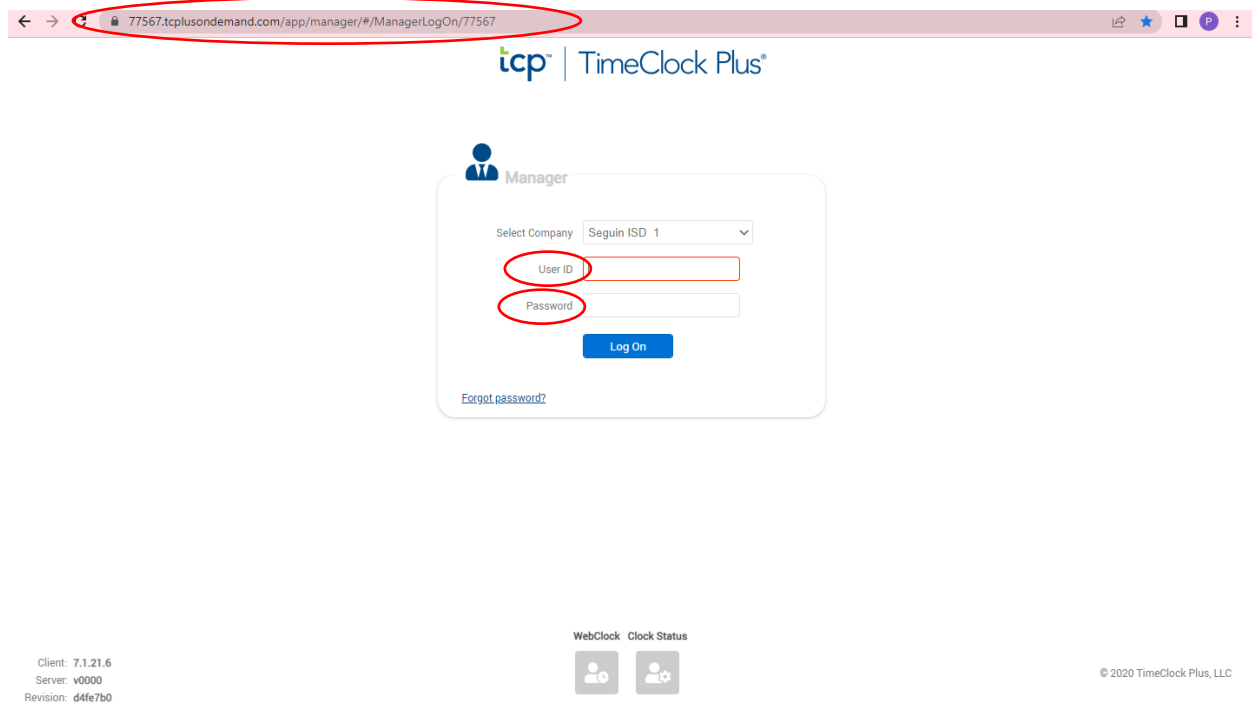 77567.tcplusondemand.com/app/manager/#/ManagerLogOn/77567
P
tcp™ | TimeClock Plus®
Manager
Select Company Seguin ISD 1
User ID
Password
Log On
Forgot password?
WebClock Clock Status
Client: 7.1.21.6
Server: v0000
Revision: d4fe7b0
© 2020 TimeClock Plus, LLC